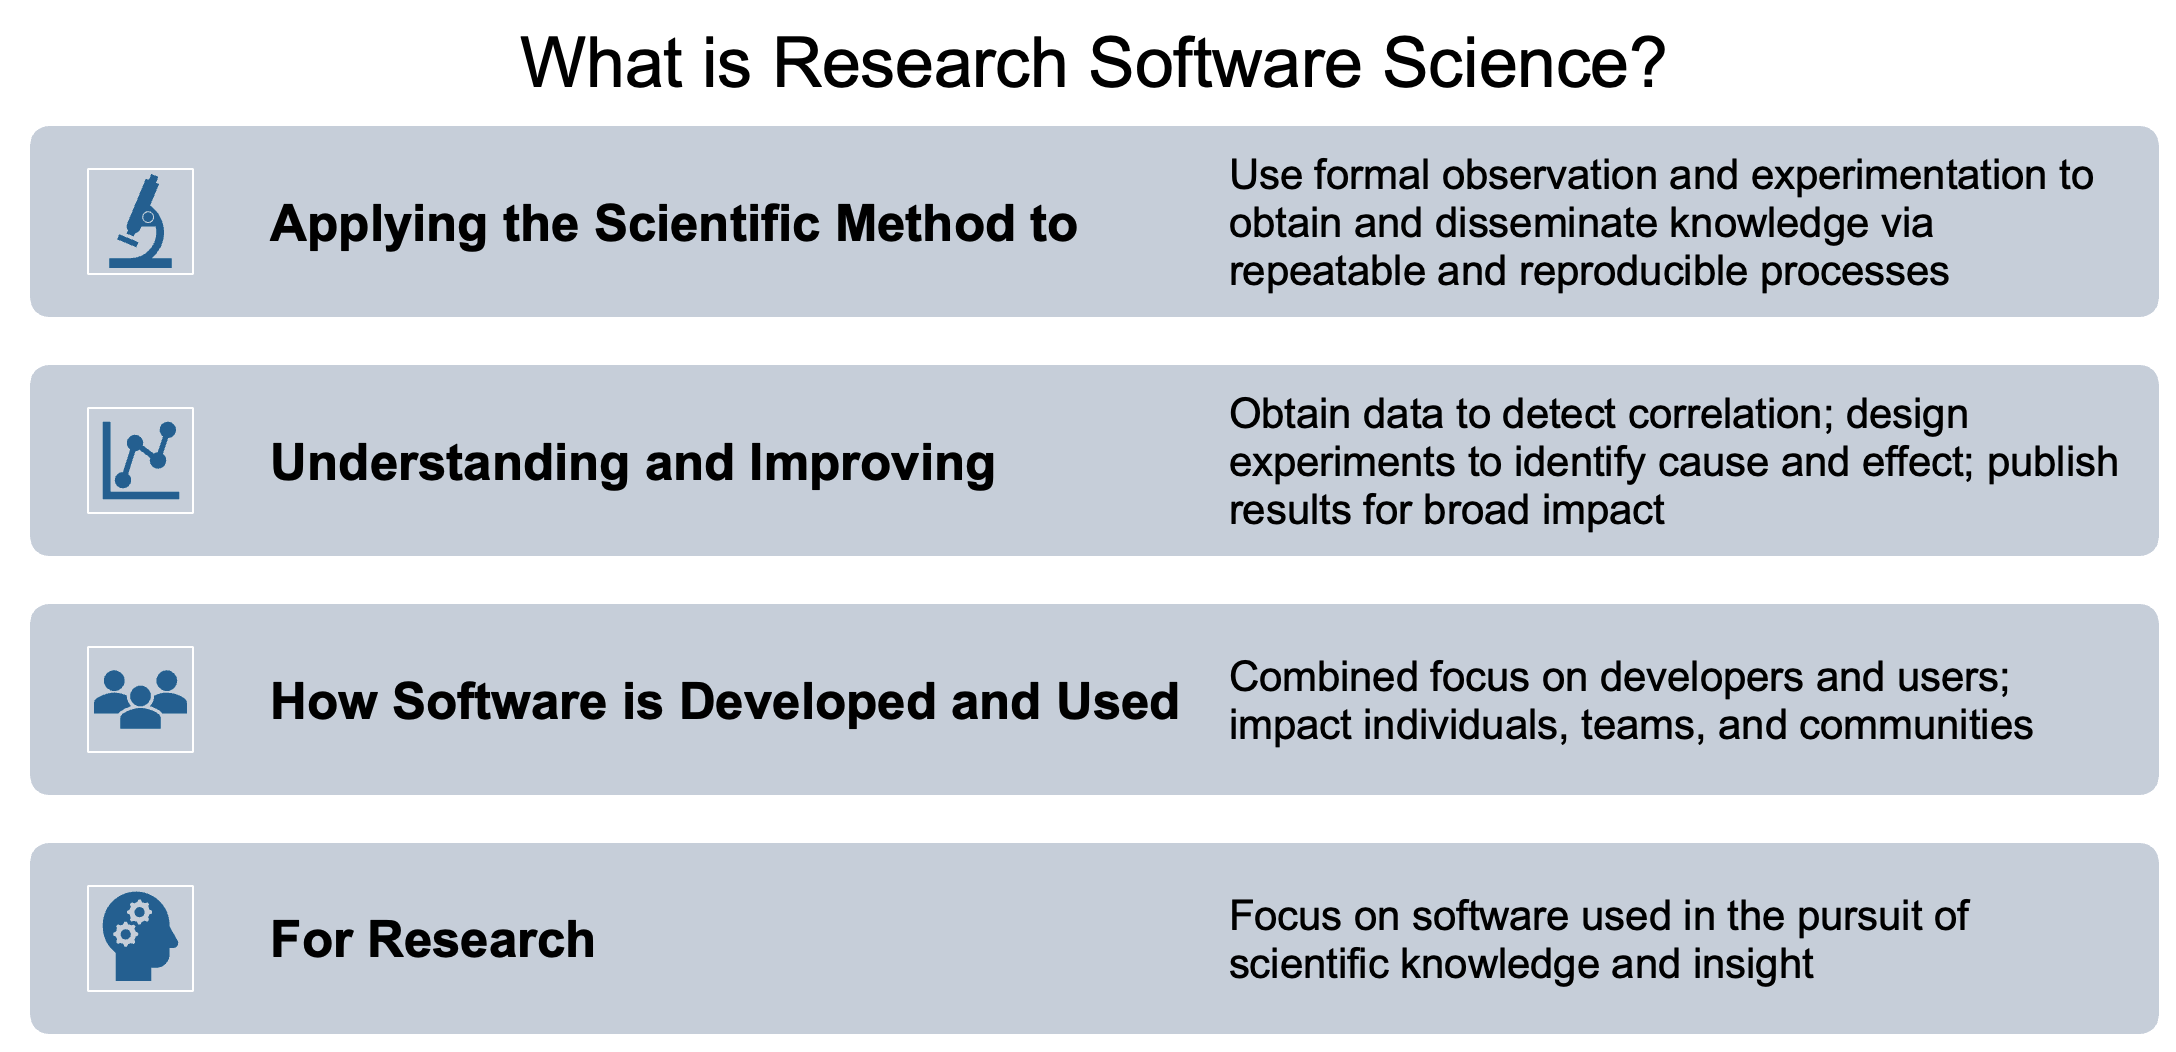 What is Research Software Science?
Applying the Scientific Method to
Use formal observation and experimentation to
obtain and disseminate knowledge via
repeatable and reproducible processes
Understanding and Improving
Obtain data to detect correlation; design
experiments to identify cause and effect; publish
results for broad impact
How Software is Developed and Used
Combined focus on developers and users;
impact individuals, teams, and communities
For Research
Focus on software used in the pursuit of
scientific knowledge and insight